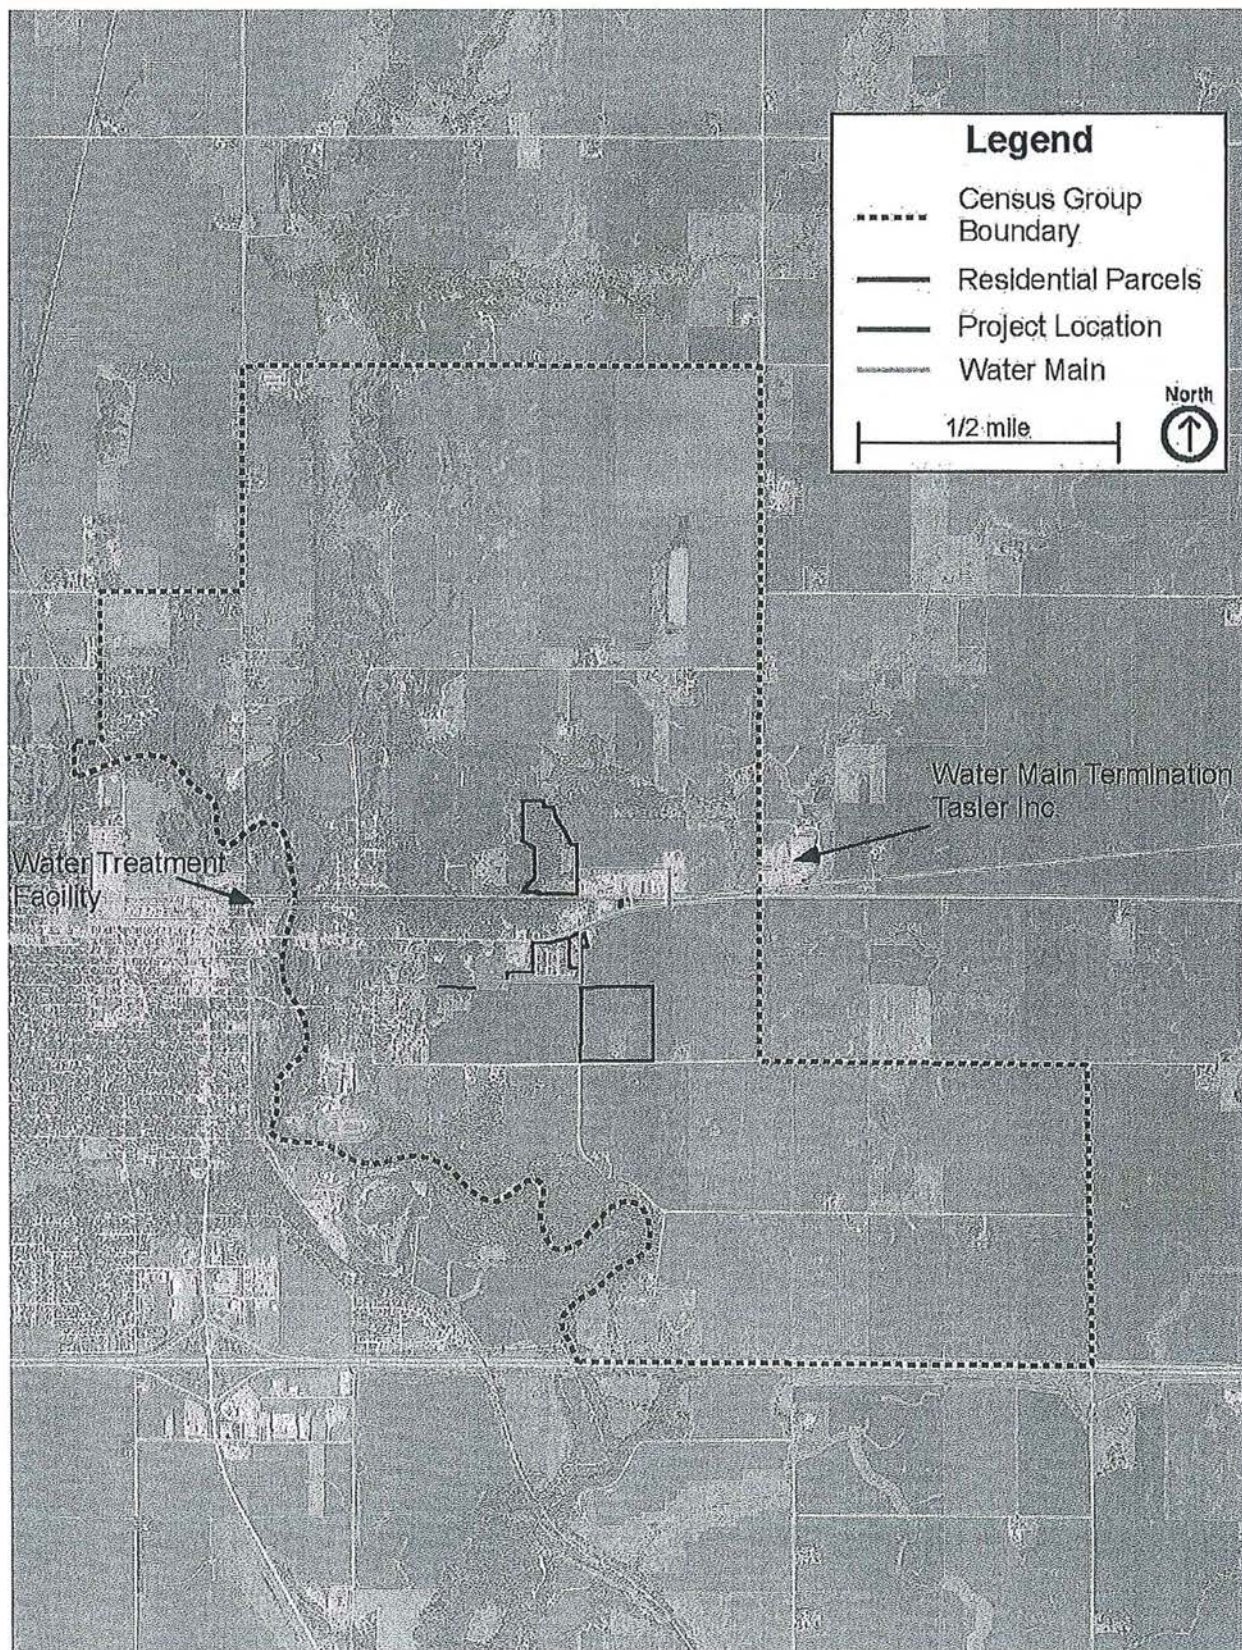 Legend
Census Group
Boundary
Residential Parcels
Project Location
Water Main
North
1/2 mile
Water Main Termination
Tasler Inc
Water Treatment
Facility